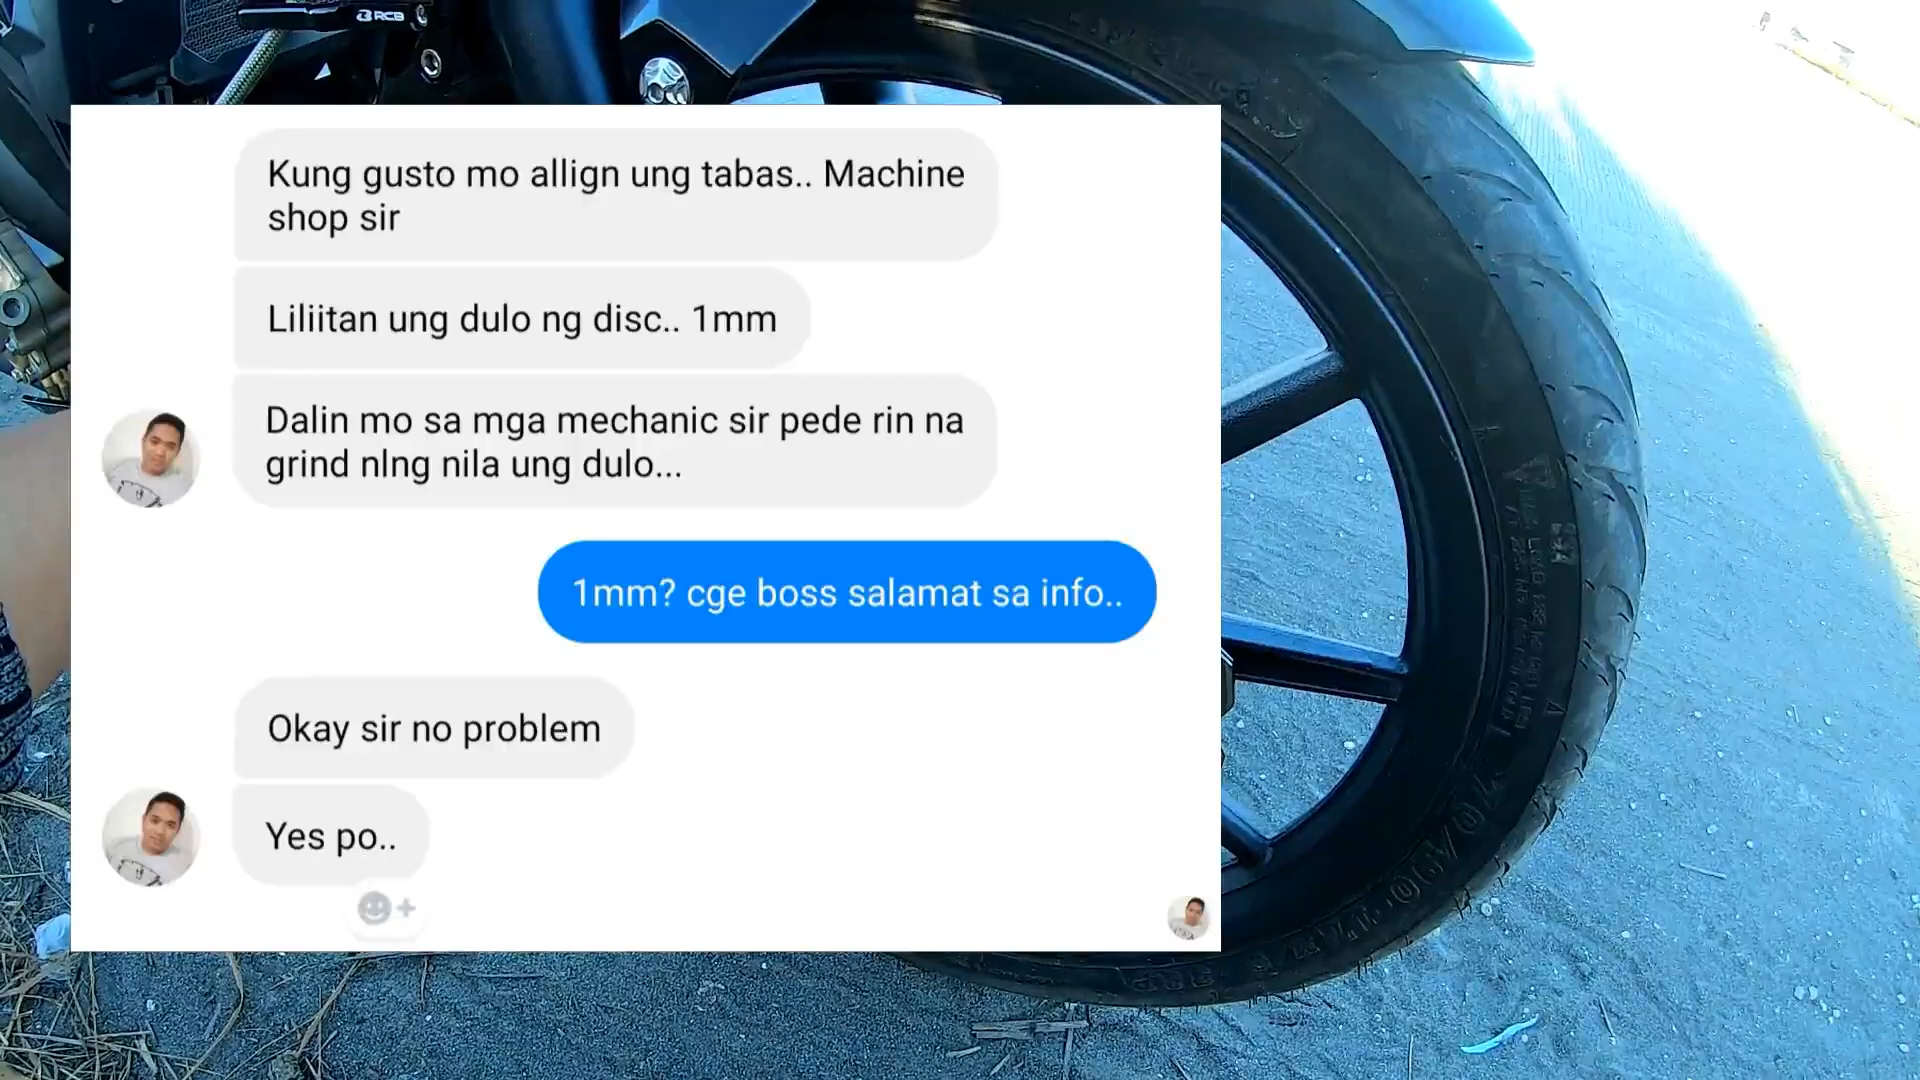 RCB
Kung gusto mo allign ung tabas.. Machine
shop sir
Liliitan ung dulo ng disc.. 1mm
Dalin mo sa mga mechanic sir pede rin na
grind nlng nila ung dulo...
1mm? cge boss salamat sa info..
Okay sir no problem
Yes po..